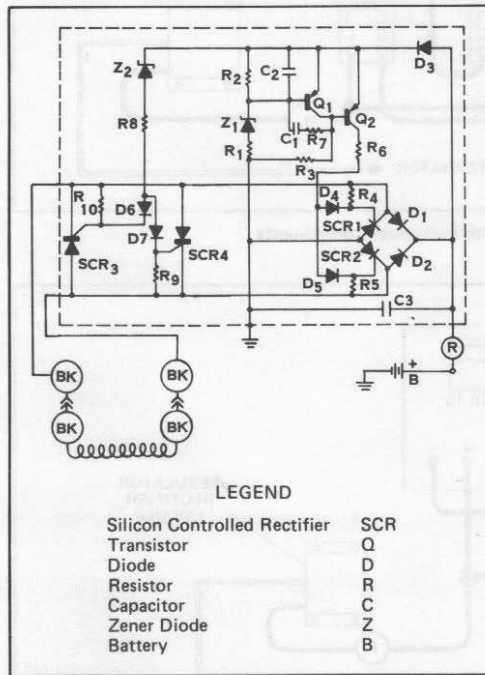 D3
Z2
R2
C2
Q1
Q2
R8
Z1
C1
R7
R6
R1
R3
D4
R4
R
10
D6
SCR1
D1
D7
SCR3
SCR4
SCR2
D2
R9
D5
R5
C3
R
BK
BK
+
B
BK
BK
LEGEND
Silicon Controlled Rectifier SCR
Transistor Q
Diode D
Resistor R
Capacitor C
Zener Diode Z
Battery B